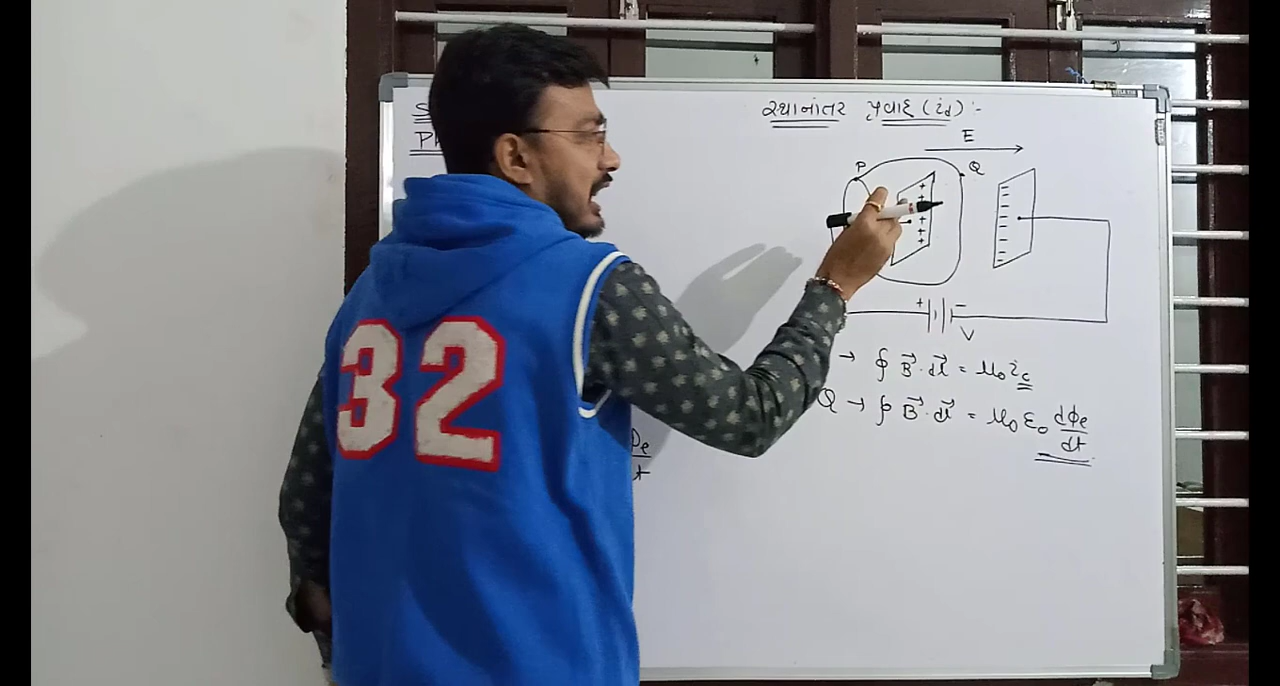 સ્થાનાંતર પ્રવાહ (id) :-
E
P
Q
+ + + + +
+ −
V
→ ∮ B⃗·dl⃗ = μ₀ ic
Q → ∮ B⃗·dl⃗ = μ₀ ε₀ dϕe/dt
32